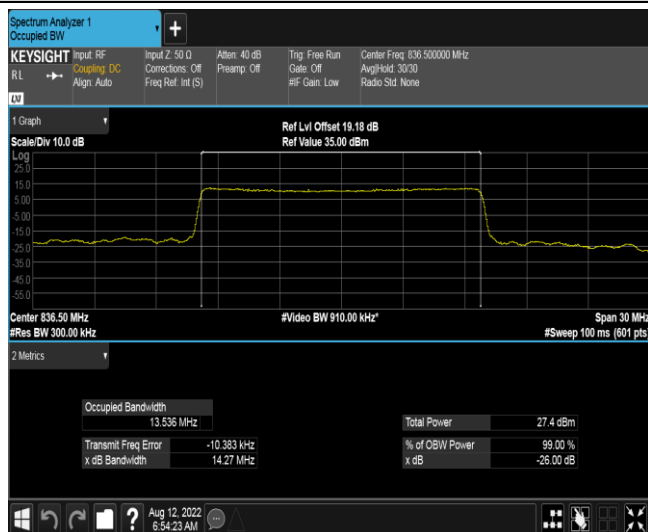 Spectrum Analyzer 1
Occupied BW
KEYSIGHT
RL
Input: RF
Coupling: DC
Align: Auto
Input Z: 50 Ω
Corrections: Off
Freq Ref: Int (S)
Atten: 40 dB
Preamp: Off
Trig: Free Run
Gate: Off
#IF Gain: Low
Center Freq: 836.500000 MHz
Avg|Hold: 30/30
Radio Std: None
LXI
1 Graph
Scale/Div 10.0 dB
Ref Lvl Offset 19.18 dB
Ref Value 35.00 dBm
Log
25.0
15.0
5.00
-5.00
-15.0
-25.0
-35.0
-45.0
-55.0
Center 836.50 MHz
#Res BW 300.00 kHz
#Video BW 910.00 kHz*
Span 30 MHz
#Sweep 100 ms (601 pts)
2 Metrics
Occupied Bandwidth
13.536 MHz
Transmit Freq Error -10.383 kHz
x dB Bandwidth 14.27 MHz
Total Power 27.4 dBm
% of OBW Power 99.00 %
x dB -26.00 dB
?
Aug 12, 2022
6:54:23 AM